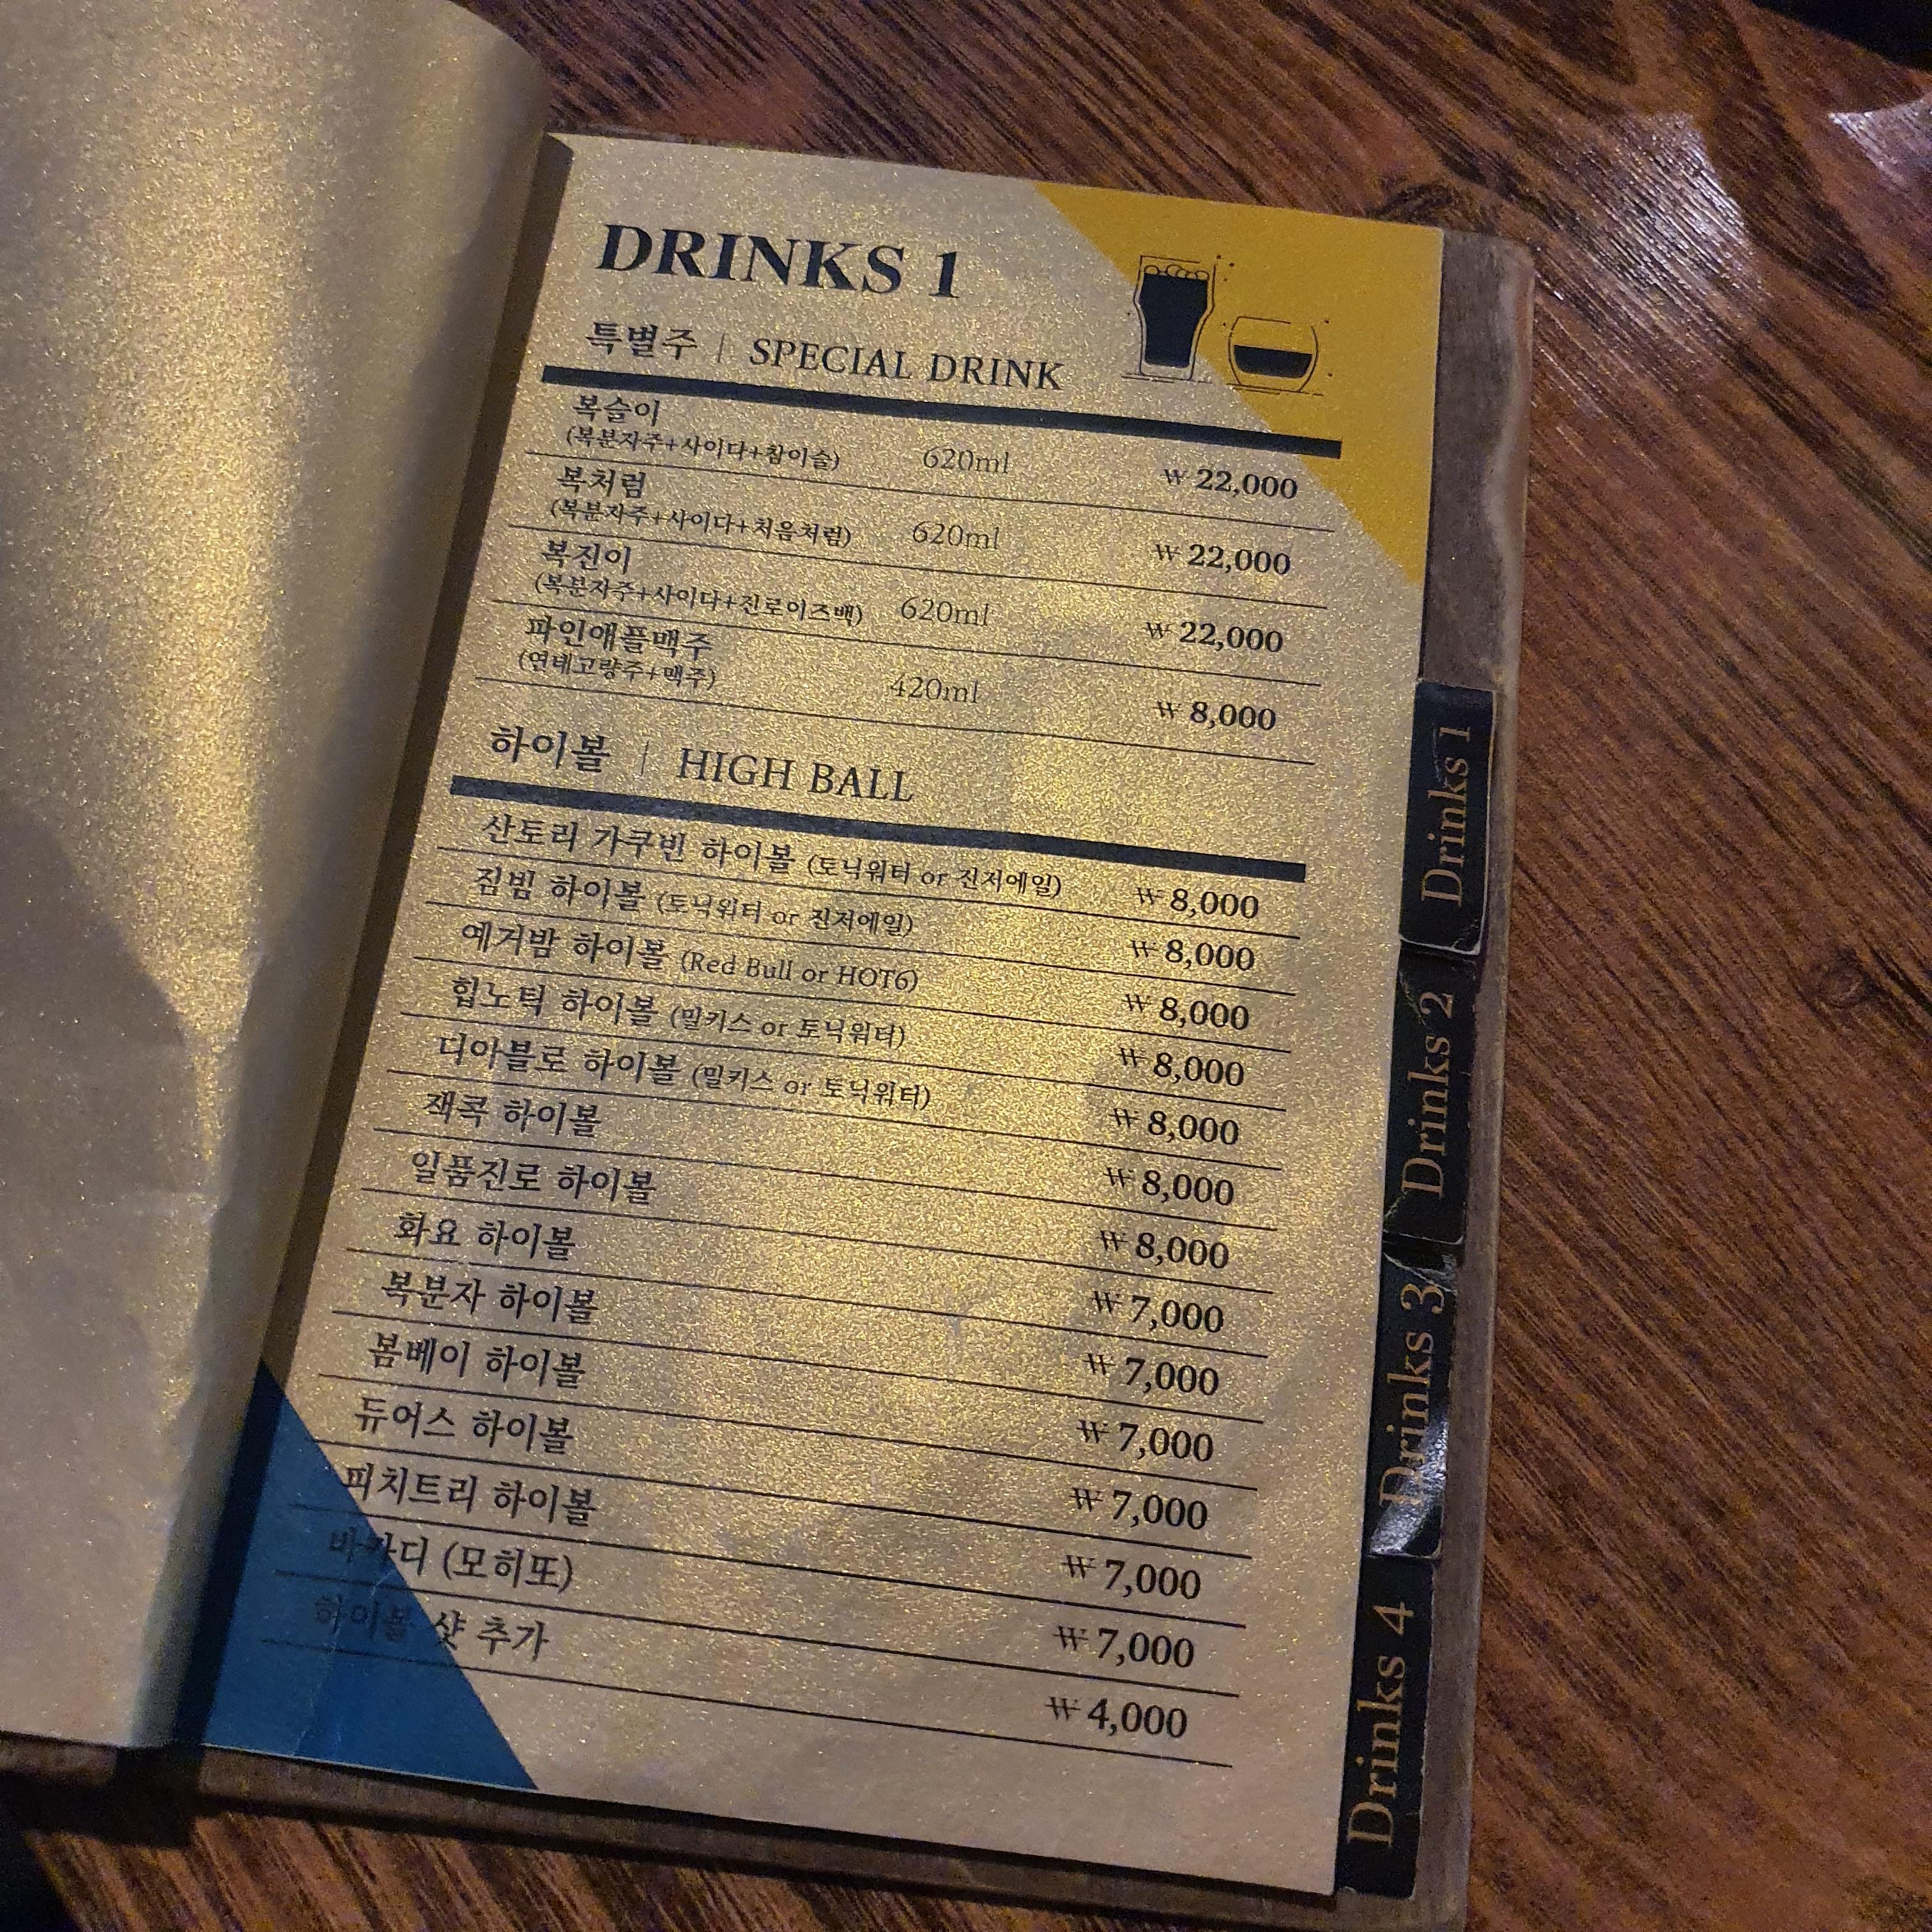 DRINKS 1
특별주 | SPECIAL DRINK
복슬이
(복분자주+사이다+참이슬) 620ml ₩ 22,000
복처럼
(복분자주+사이다+처음처럼) 620ml ₩ 22,000
복진이
(복분자주+사이다+진로이즈백) 620ml ₩ 22,000
파인애플맥주
(연태고량주+맥주) 420ml ₩ 8,000
하이볼 | HIGH BALL
산토리 가쿠빈 하이볼 (토닉워터 or 진저에일) ₩ 8,000
짐빔 하이볼 (토닉워터 or 진저에일) ₩ 8,000
예거밤 하이볼 (Red Bull or HOT6) ₩ 8,000
힙노틱 하이볼 (밀키스 or 토닉워터) ₩ 8,000
디아블로 하이볼 (밀키스 or 토닉워터) ₩ 8,000
잭콕 하이볼 ₩ 8,000
일품진로 하이볼 ₩ 8,000
화요 하이볼 ₩ 7,000
복분자 하이볼 ₩ 7,000
봄베이 하이볼 ₩ 7,000
듀어스 하이볼 ₩ 7,000
피치트리 하이볼 ₩ 7,000
바카디 (모히또) ₩ 7,000
하이볼 샷 추가 ₩ 4,000
Drinks 1
Drinks 2
Drinks 3
Drinks 4